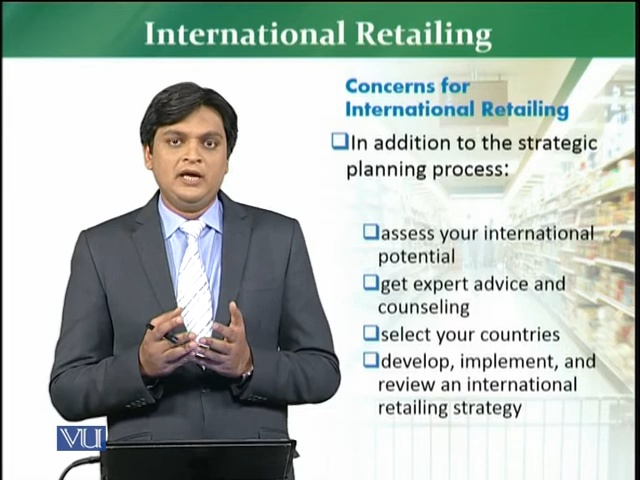 International Retailing
Concerns for
International Retailing
In addition to the strategic
planning process:
assess your international
potential
get expert advice and
counseling
select your countries
develop, implement, and
review an international
retailing strategy
VU